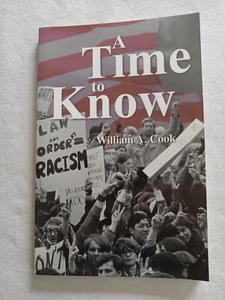 A
Time
to
Know
William A. Cook
LAW
AND
ORDER =
RACISM